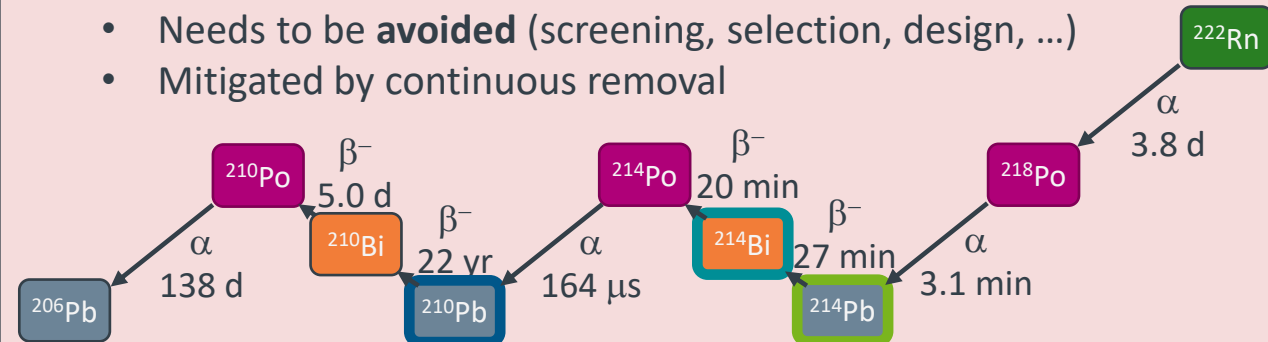 • Needs to be avoided (screening, selection, design, …)
• Mitigated by continuous removal
²²²Rn
α
3.8 d
²¹⁸Po
α
3.1 min
²¹⁴Pb
β⁻
27 min
²¹⁴Bi
β⁻
20 min
²¹⁴Po
α
164 μs
²¹⁰Pb
β⁻
22 yr
²¹⁰Bi
β⁻
5.0 d
²¹⁰Po
α
138 d
²⁰⁶Pb